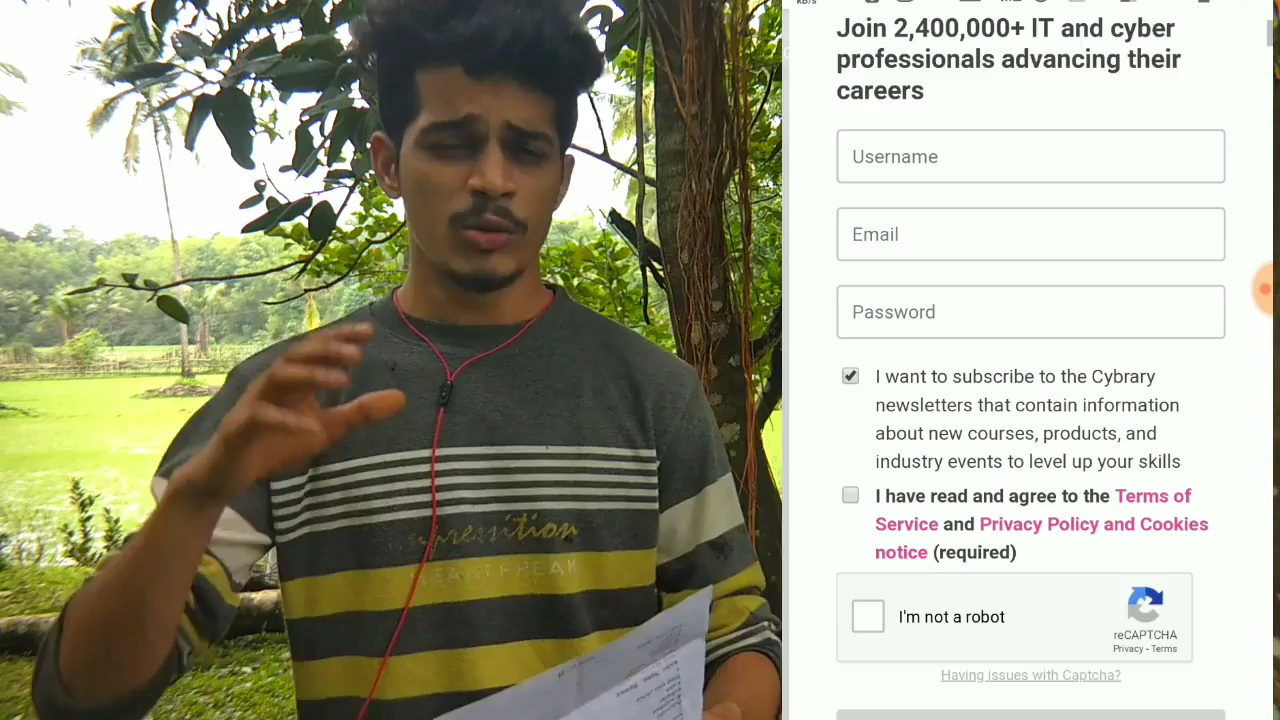 Join 2,400,000+ IT and cyber
professionals advancing their
careers
Username
Email
Password
I want to subscribe to the Cybrary
newsletters that contain information
about new courses, products, and
industry events to level up your skills
I have read and agree to the Terms of
Service and Privacy Policy and Cookies
notice (required)
I'm not a robot
reCAPTCHA
Privacy - Terms
Having issues with Captcha?